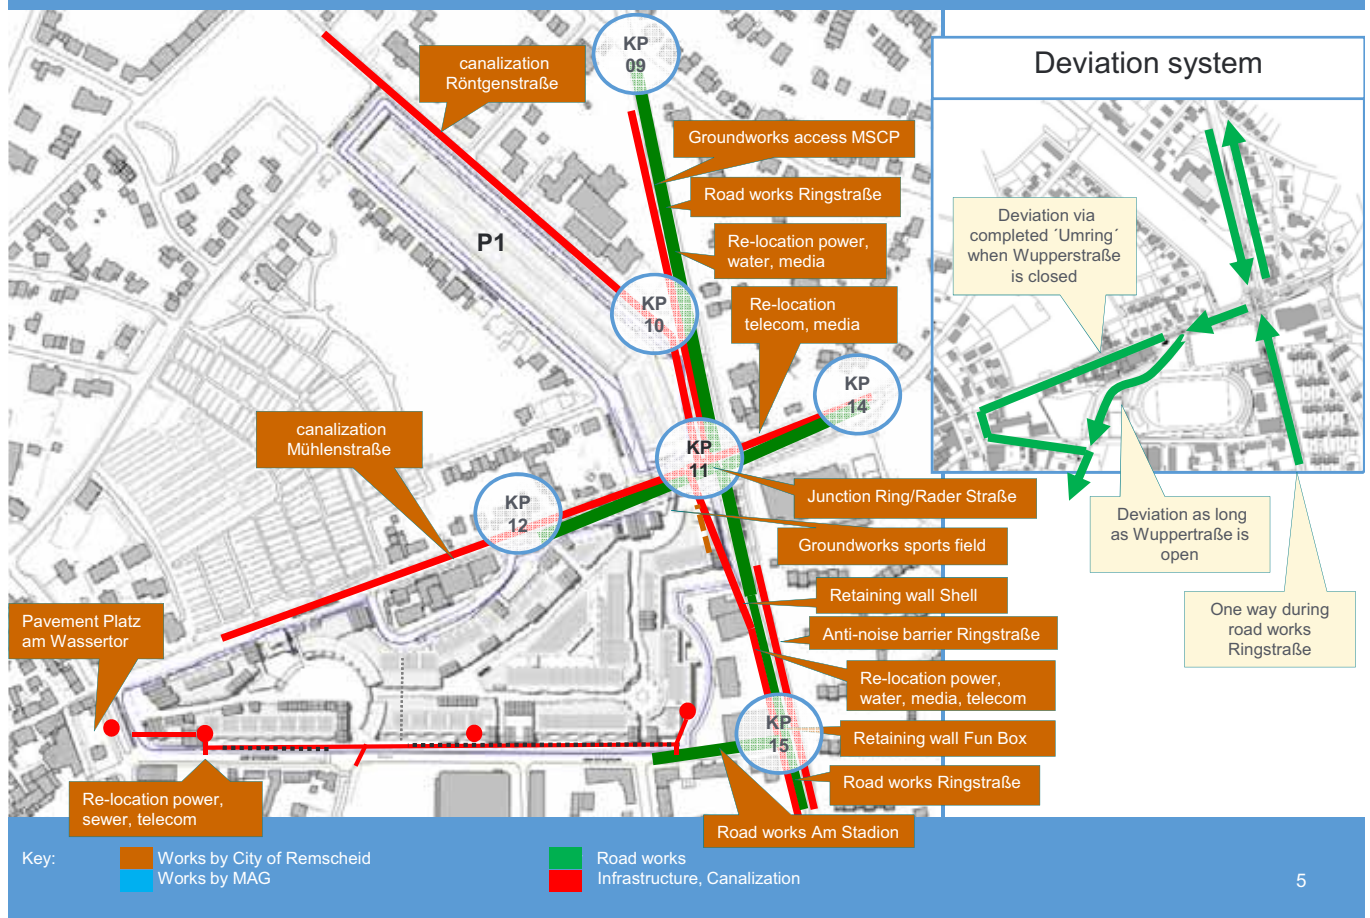 KP
09
canalization
Röntgenstraße
Deviation system
Groundworks access MSCP
Road works Ringstraße
P1
Re-location power,
water, media
Deviation via
completed ´Umring´
when Wupperstraße
is closed
KP
10
Re-location
telecom, media
KP
14
canalization
Mühlenstraße
KP
11
KP
12
Junction Ring/Rader Straße
Groundworks sports field
Deviation as long
as Wuppertraße is
open
Retaining wall Shell
Pavement Platz
am Wassertor
Anti-noise barrier Ringstraße
One way during
road works
Ringstraße
Re-location power,
water, media, telecom
KP
15
Retaining wall Fun Box
Road works Ringstraße
Re-location power,
sewer, telecom
Road works Am Stadion
Key:
Works by City of Remscheid
Works by MAG
Road works
Infrastructure, Canalization
5